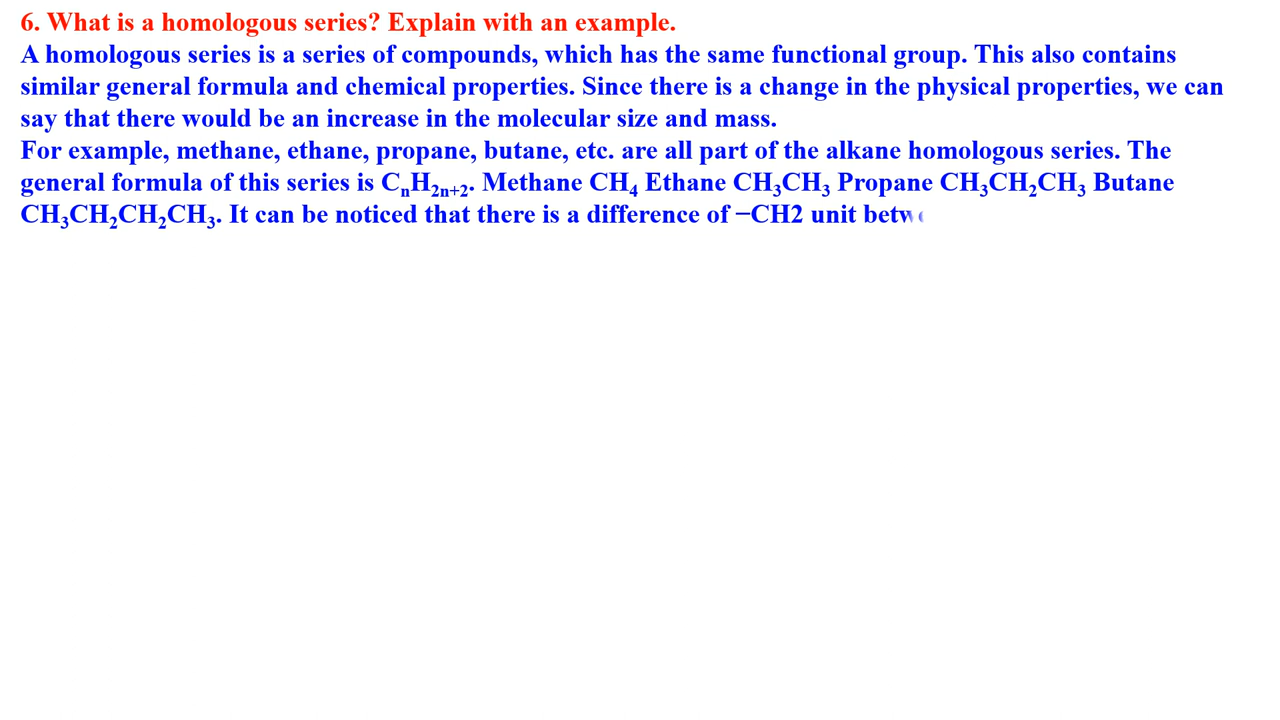 6. What is a homologous series? Explain with an example.
A homologous series is a series of compounds, which has the same functional group. This also contains
similar general formula and chemical properties. Since there is a change in the physical properties, we can
say that there would be an increase in the molecular size and mass.
For example, methane, ethane, propane, butane, etc. are all part of the alkane homologous series. The
general formula of this series is CₙH₂ₙ₊₂. Methane CH₄ Ethane CH₃CH₃ Propane CH₃CH₂CH₃ Butane
CH₃CH₂CH₂CH₃. It can be noticed that there is a difference of −CH2 unit